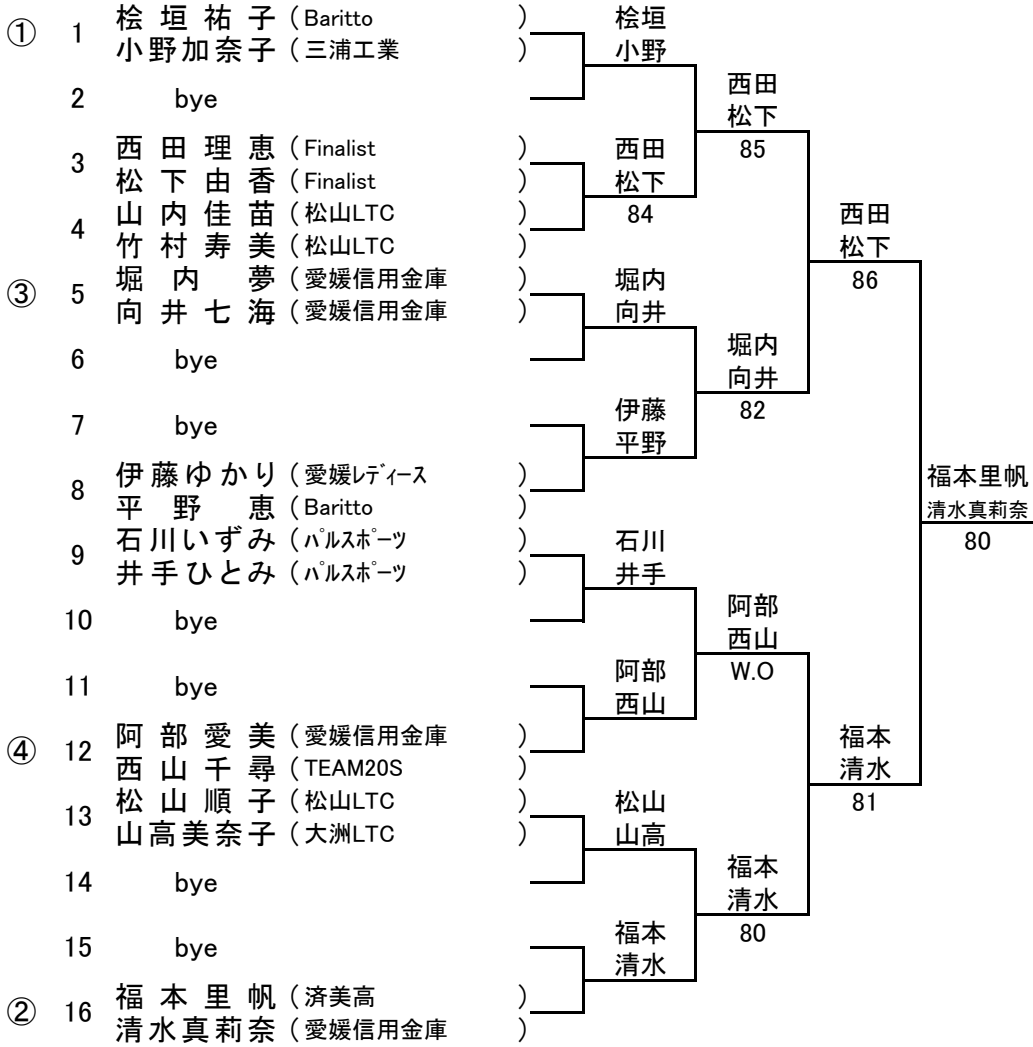 ① 1 桧垣祐子(Baritto)
小野加奈子(三浦工業)
2 bye
3 西田理恵(Finalist)
松下由香(Finalist)
4 山内佳苗(松山LTC)
竹村寿美(松山LTC)
③ 5 堀内夢(愛媛信用金庫)
向井七海(愛媛信用金庫)
6 bye
7 bye
8 伊藤ゆかり(愛媛ﾚﾃﾞｨｰｽ)
平野恵(Baritto)
9 石川いずみ(ﾊﾟﾙｽﾎﾟｰﾂ)
井手ひとみ(ﾊﾟﾙｽﾎﾟｰﾂ)
10 bye
11 bye
④ 12 阿部愛美(愛媛信用金庫)
西山千尋(TEAM20S)
13 松山順子(松山LTC)
山高美奈子(大洲LTC)
14 bye
15 bye
② 16 福本里帆(済美高)
清水真莉奈(愛媛信用金庫)
桧垣
小野
西田
松下
84
堀内
向井
伊藤
平野
石川
井手
阿部
西山
松山
山高
福本
清水
西田
松下
85
堀内
向井
82
阿部
西山
W.O
福本
清水
80
西田
松下
86
福本
清水
81
福本里帆
清水真莉奈
80